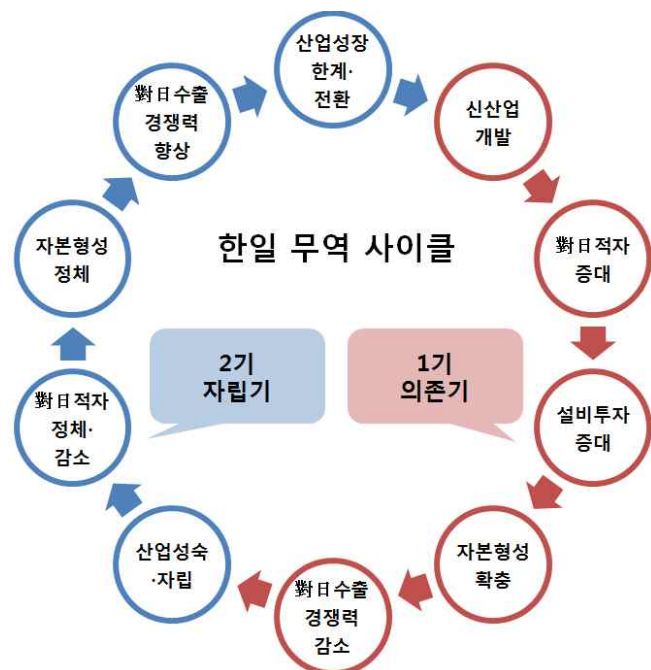 산업성장
한계·
전환
신산업
개발
對日적자
증대
설비투자
증대
자본형성
확충
對日수출
경쟁력
감소
산업성숙
·자립
對日적자
정체·
감소
자본형성
정체
對日수출
경쟁력
향상
한일 무역 사이클
2기
자립기
1기
의존기